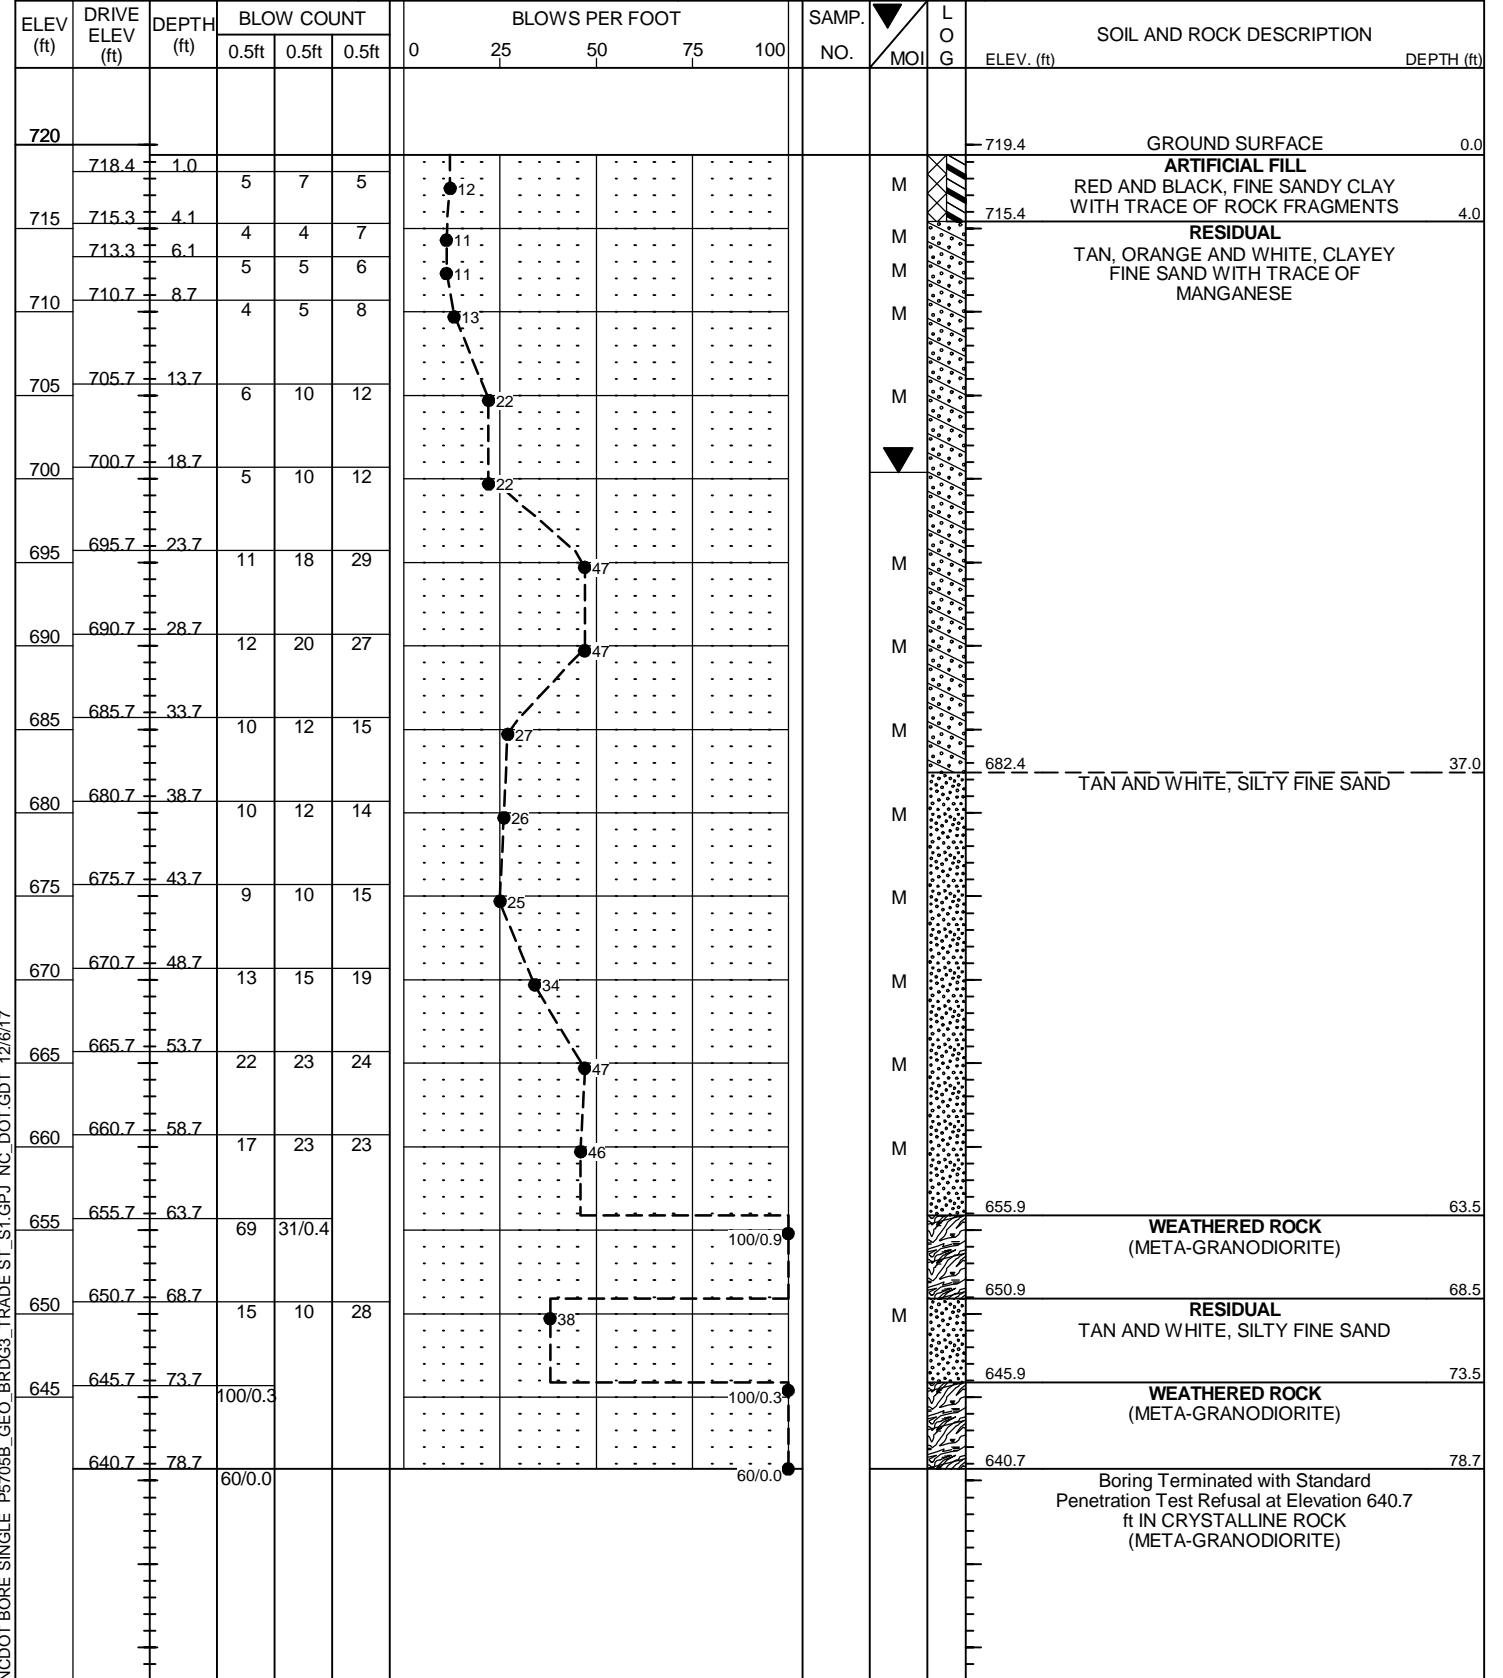 ELEV (ft) DRIVE ELEV (ft) DEPTH (ft) BLOW COUNT BLOWS PER FOOT SAMP. NO. MOI L O G SOIL AND ROCK DESCRIPTION
0.5ft 0.5ft 0.5ft 0 25 50 75 100 ELEV. (ft) DEPTH (ft)
720
719.4 GROUND SURFACE 0.0
718.4 1.0 ARTIFICIAL FILL
5 7 5 12 M RED AND BLACK, FINE SANDY CLAY
WITH TRACE OF ROCK FRAGMENTS
715 715.3 4.1 715.4 4.0
4 4 7 11 M RESIDUAL
713.3 6.1 TAN, ORANGE AND WHITE, CLAYEY
5 5 6 11 M FINE SAND WITH TRACE OF
710.7 8.7 MANGANESE
710 4 5 8 13 M
705 705.7 13.7
6 10 12 22 M
700 700.7 18.7
5 10 12 22
695 695.7 23.7
11 18 29 47 M
690 690.7 28.7
12 20 27 47 M
685 685.7 33.7
10 12 15 27 M
682.4 37.0
TAN AND WHITE, SILTY FINE SAND
680 680.7 38.7
10 12 14 26 M
675 675.7 43.7
9 10 15 25 M
670 670.7 48.7
13 15 19 34 M
665 665.7 53.7
22 23 24 47 M
660 660.7 58.7
17 23 23 46 M
655 655.7 63.7 655.9 63.5
69 31/0.4 100/0.9 WEATHERED ROCK
(META-GRANODIORITE)
650 650.7 68.7 650.9 68.5
15 10 28 38 M RESIDUAL
TAN AND WHITE, SILTY FINE SAND
645 645.7 73.7 645.9 73.5
100/0.3 100/0.3 WEATHERED ROCK
(META-GRANODIORITE)
640.7 78.7 640.7 78.7
60/0.0 60/0.0 Boring Terminated with Standard
Penetration Test Refusal at Elevation 640.7
ft IN CRYSTALLINE ROCK
(META-GRANODIORITE)
NCDOT BORE SINGLE P5705B_GEO_BRDG3_TRADE ST_S1.GPJ NC_DOT.GDT 12/6/17